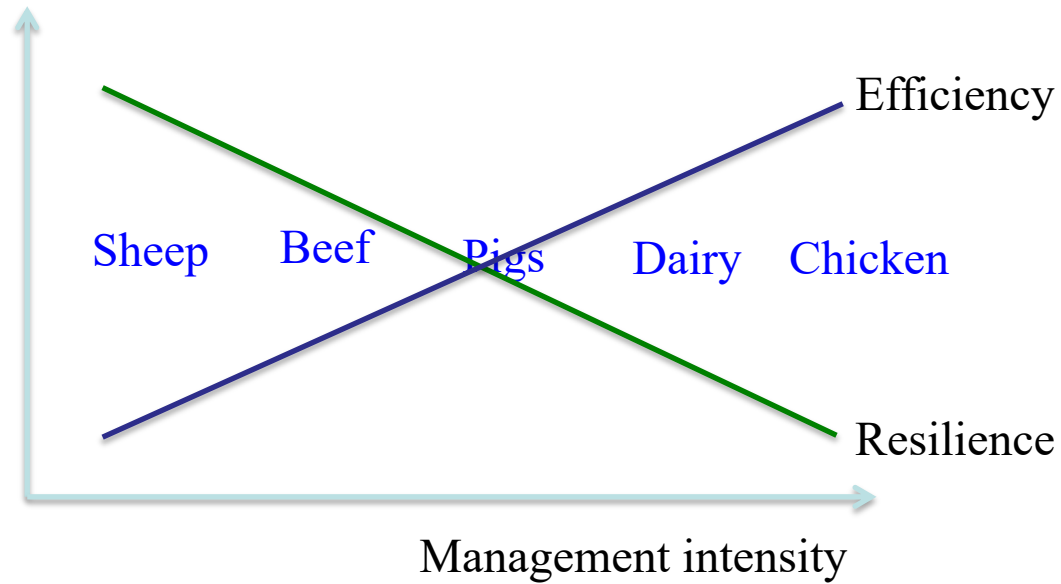 Efficiency
Sheep Beef Pigs Dairy Chicken
Resilience
Management intensity